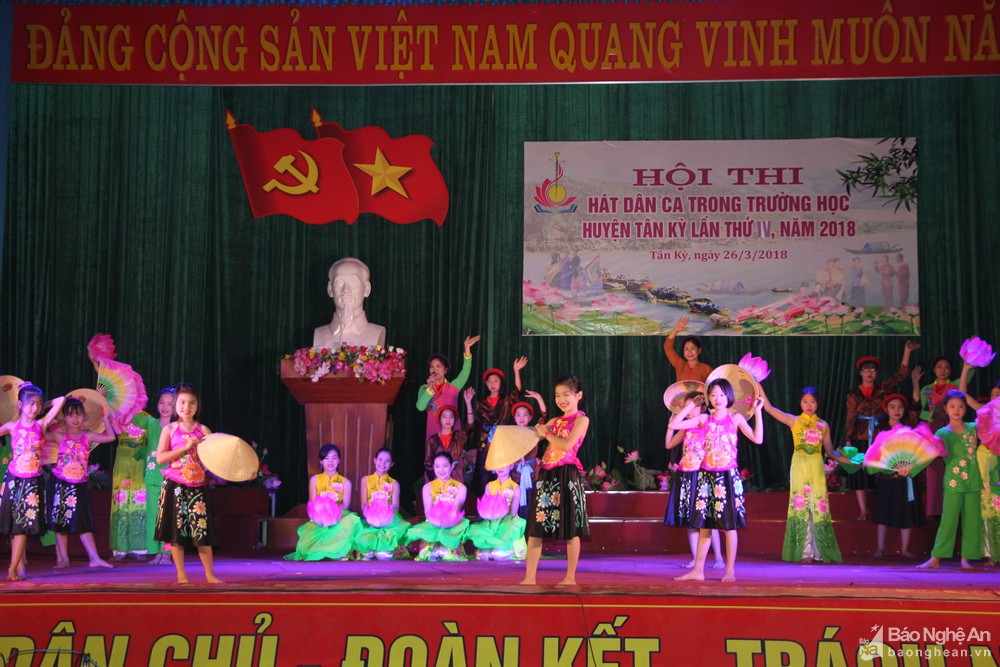 ĐẢNG CỘNG SẢN VIỆT NAM QUANG VINH MUÔN NĂ
HỘI THI
HÁT DÂN CA TRONG TRƯỜNG HỌC
HUYỆN TÂN KỲ LẦN THỨ IV, NĂM 2018
Tân Kỳ, ngày 26/3/2018
DÂN CHỦ - ĐOÀN KẾT - TRÁ
Báo Nghệ An
baonghean.vn